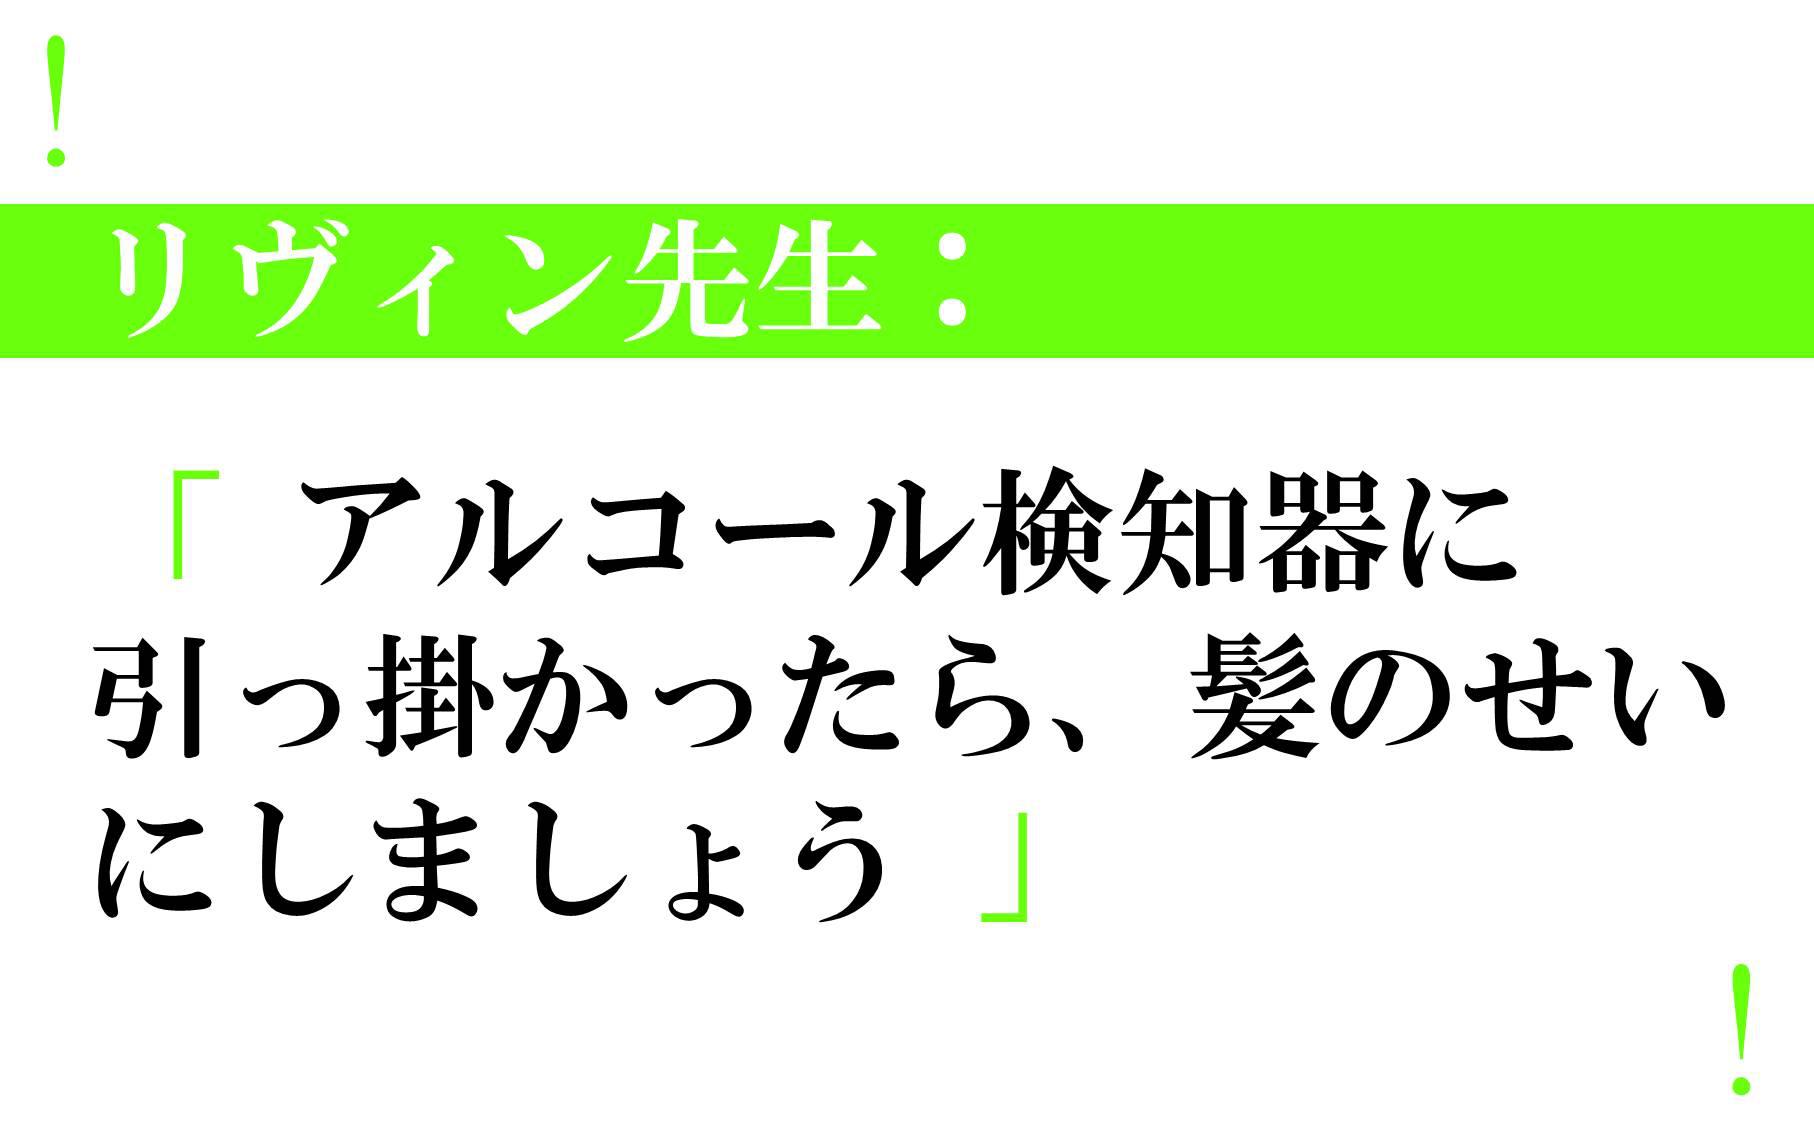 ！
リヴィン先生：
「アルコール検知器に
引っ掛かったら、髪のせい
にしましょう」
！